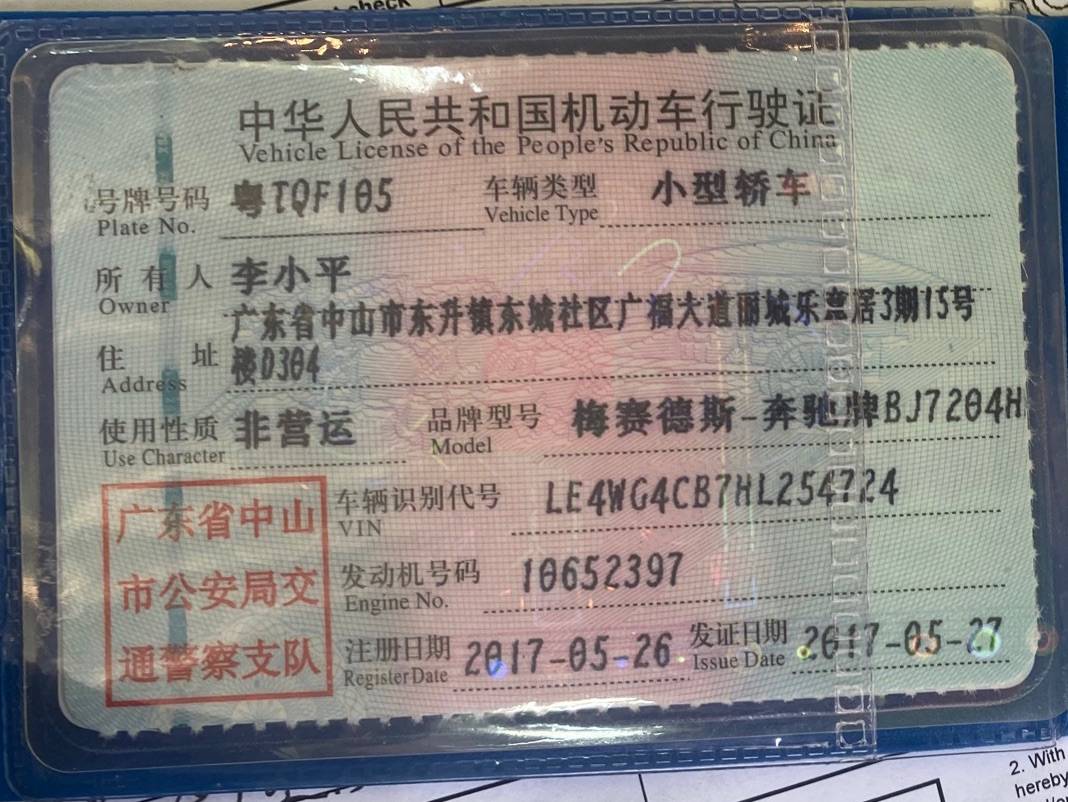 check
中华人民共和国机动车行驶证
Vehicle License of the People's Republic of China
号牌号码 粤TQF105 车辆类型 小型轿车
Plate No. Vehicle Type
所有人 李小平
Owner
广东省中山市东升镇东城社区广福大道丽城乐意居3期15号
住址 楼D304
Address
使用性质 非营运 品牌型号 梅赛德斯-奔驰牌BJ7204H
Use Character Model
广东省中山
市公安局交
通警察支队
车辆识别代号 LE4WG4CB7HL254724
VIN
发动机号码 10652397
Engine No.
注册日期 2017-05-26 发证日期 2017-05-27
Register Date Issue Date
2. With
hereby